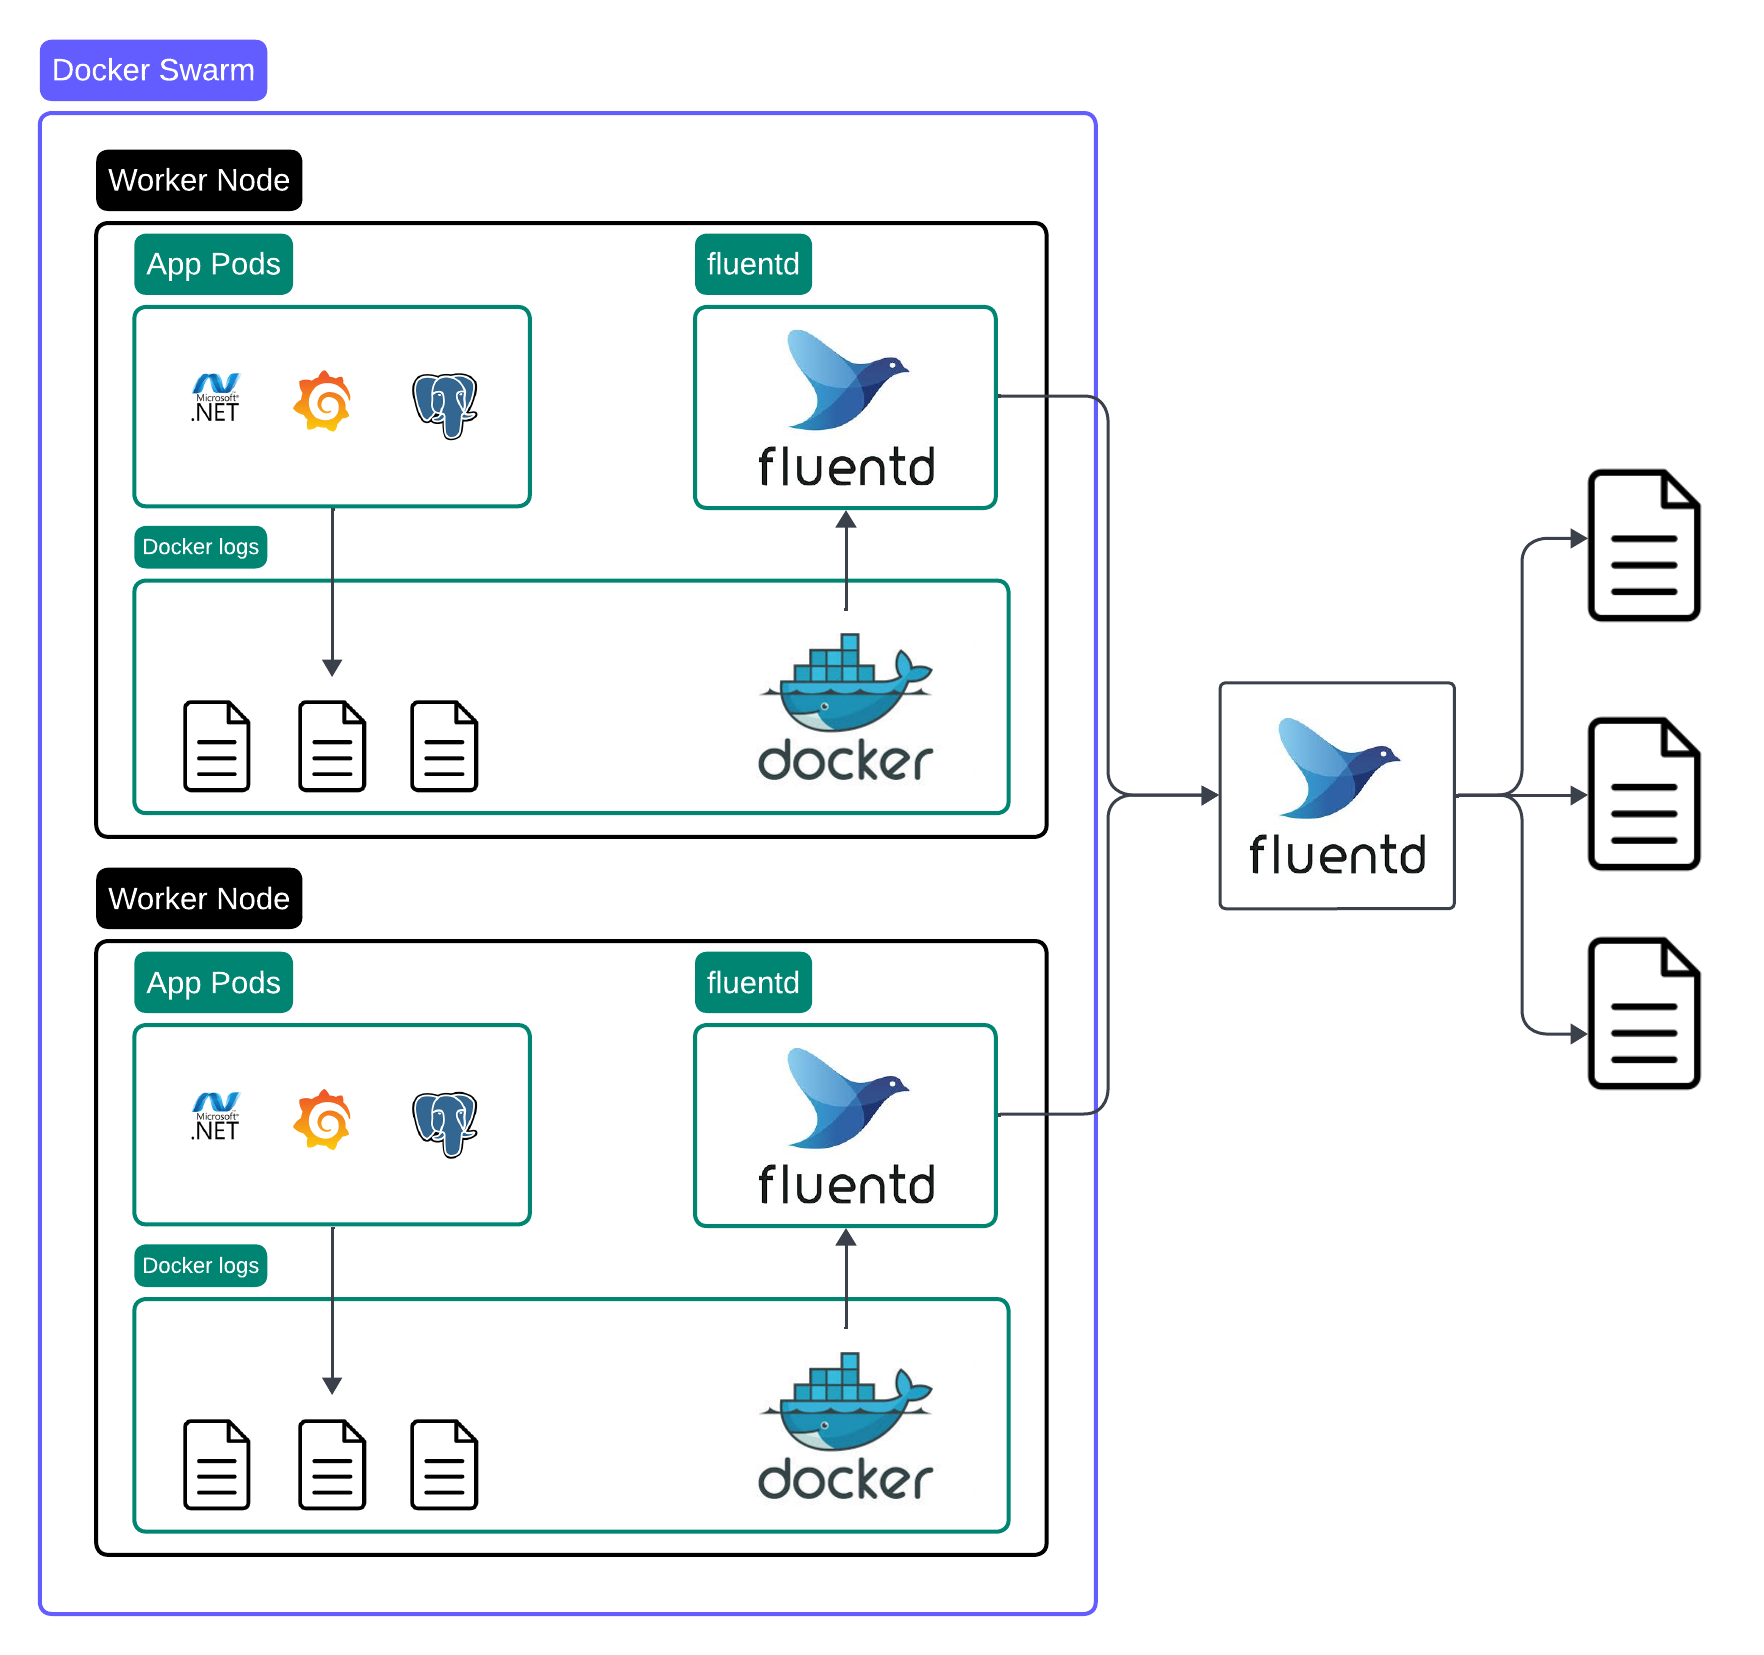 Docker Swarm
Worker Node
App Pods
fluentd
Microsoft®
.NET
fluentd
Docker logs
docker
Worker Node
App Pods
fluentd
Microsoft®
.NET
fluentd
Docker logs
docker
fluentd